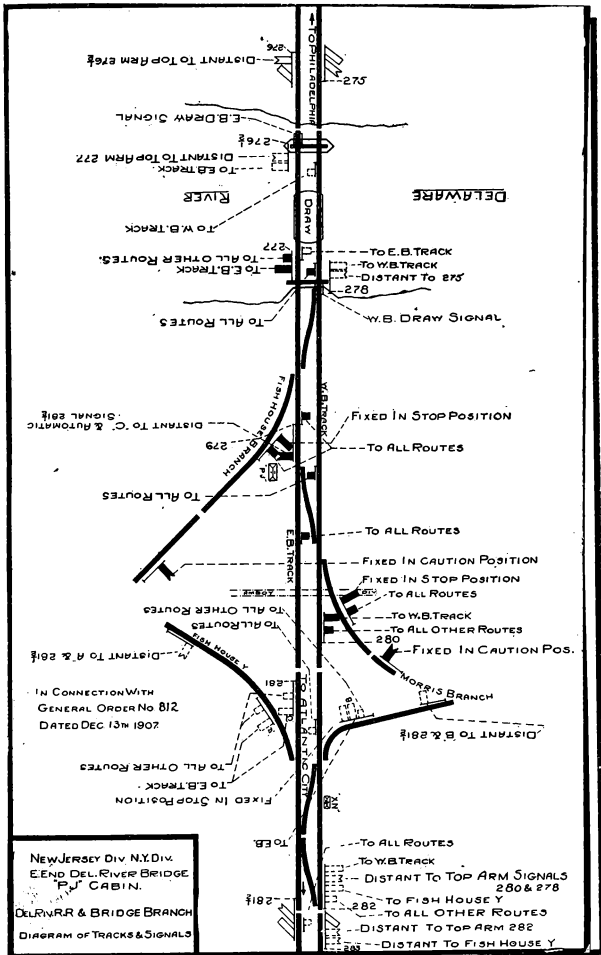 TO PHILADELPHIA
276
DISTANT TO TOP ARM 276½
275
E.B. DRAW SIGNAL
276½
DISTANT TO TOP ARM 277
TO E.B. TRACK
RIVER
DELAWARE
TO W.B. TRACK
DRAW
277
TO ALL OTHER ROUTES.
TO E.B. TRACK
TO E.B. TRACK
TO W.B. TRACK
DISTANT TO 275
278
TO ALL ROUTES
W.B. DRAW SIGNAL
FISH HOUSE BRANCH
W.B. TRACK
DISTANT TO "C" & AUTOMATIC
SIGNAL 281½
279
FIXED IN STOP POSITION
TO ALL ROUTES
"PJ"
TO ALL ROUTES
E.B. TRACK
TO ALL ROUTES
FIXED IN CAUTION POSITION
FIXED IN STOP POSITION
TO ALL ROUTES
TO W.B. TRACK
TO ALL OTHER ROUTES
280
FIXED IN CAUTION POS.
TO ALL OTHER ROUTES
TO ALL ROUTES
FISH HOUSE Y
DISTANT TO A & 281½
MORRIS BRANCH
281
TO ATLANTIC CITY
IN CONNECTION WITH
GENERAL ORDER NO 812
DATED DEC 13TH 1907.
DISTANT TO B & 281½
TO ALL OTHER ROUTES
TO E.B. TRACK
FIXED IN STOP POSITION
TO E.B.
TO ALL ROUTES
TO W.B. TRACK
DISTANT TO TOP ARM SIGNALS
280 & 278
TO FISH HOUSE Y
282
TO ALL OTHER ROUTES
DISTANT TO TOP ARM 282
DISTANT TO FISH HOUSE Y
283
281½
NEW JERSEY DIV N.Y. DIV.
E. END DEL. RIVER BRIDGE
"PJ" CABIN.
DEL. RIV. R.R & BRIDGE BRANCH
DIAGRAM OF TRACKS & SIGNALS